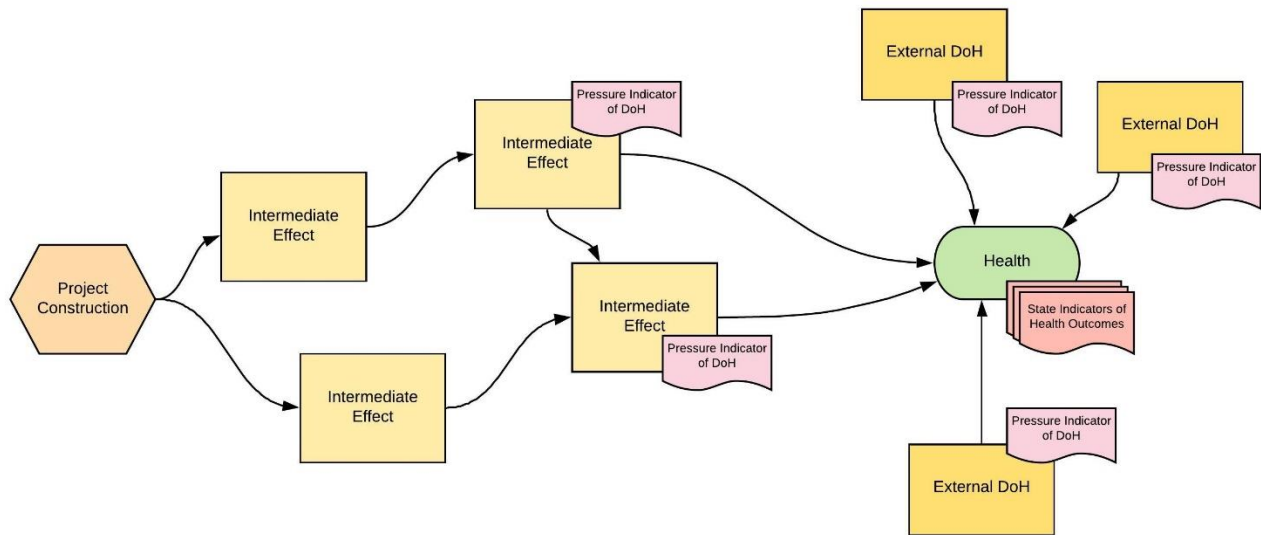 External DoH
Pressure Indicator
of DoH
Pressure Indicator
of DoH
External DoH
Pressure Indicator
of DoH
Intermediate
Effect
Intermediate
Effect
Project
Construction
Health
State Indicators of
Health Outcomes
Intermediate
Effect
Pressure Indicator
of DoH
Intermediate
Effect
Pressure Indicator
of DoH
External DoH